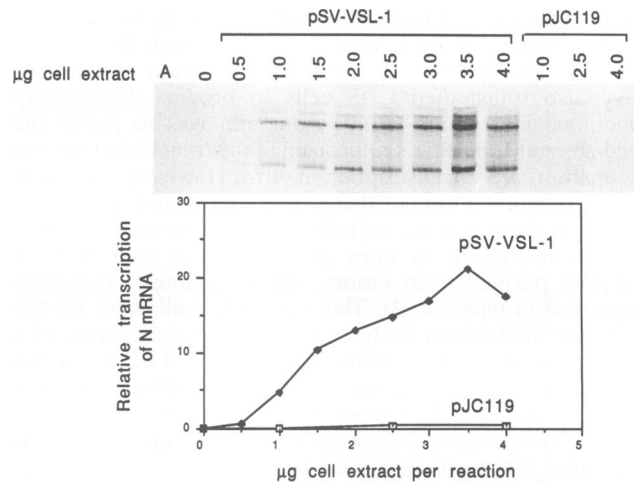 pSV-VSL-1 pJC119
µg cell extract A 0 0.5 1.0 1.5 2.0 2.5 3.0 3.5 4.0 1.0 2.5 4.0
30
20
10
0
Relative transcription
of N mRNA
pSV-VSL-1
pJC119
0 1 2 3 4 5
µg cell extract per reaction